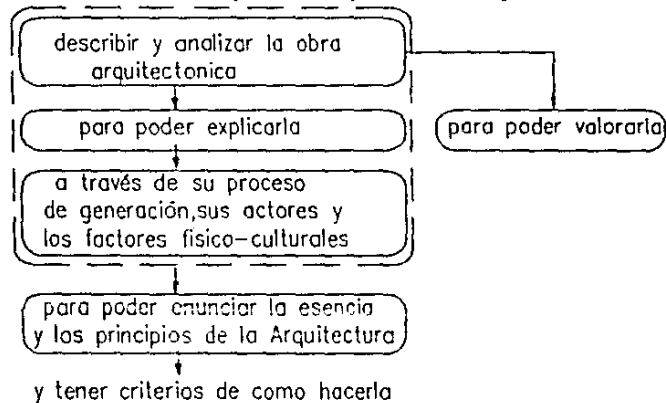 describir y analizar la obra
arquitectonica
para poder explicarla
para poder valorarla
a través de su proceso
de generación,sus actores y
los factores fisico-culturales
para poder enunciar la esencia
y los principios de la Arquitectura
y tener criterios de como hacerla